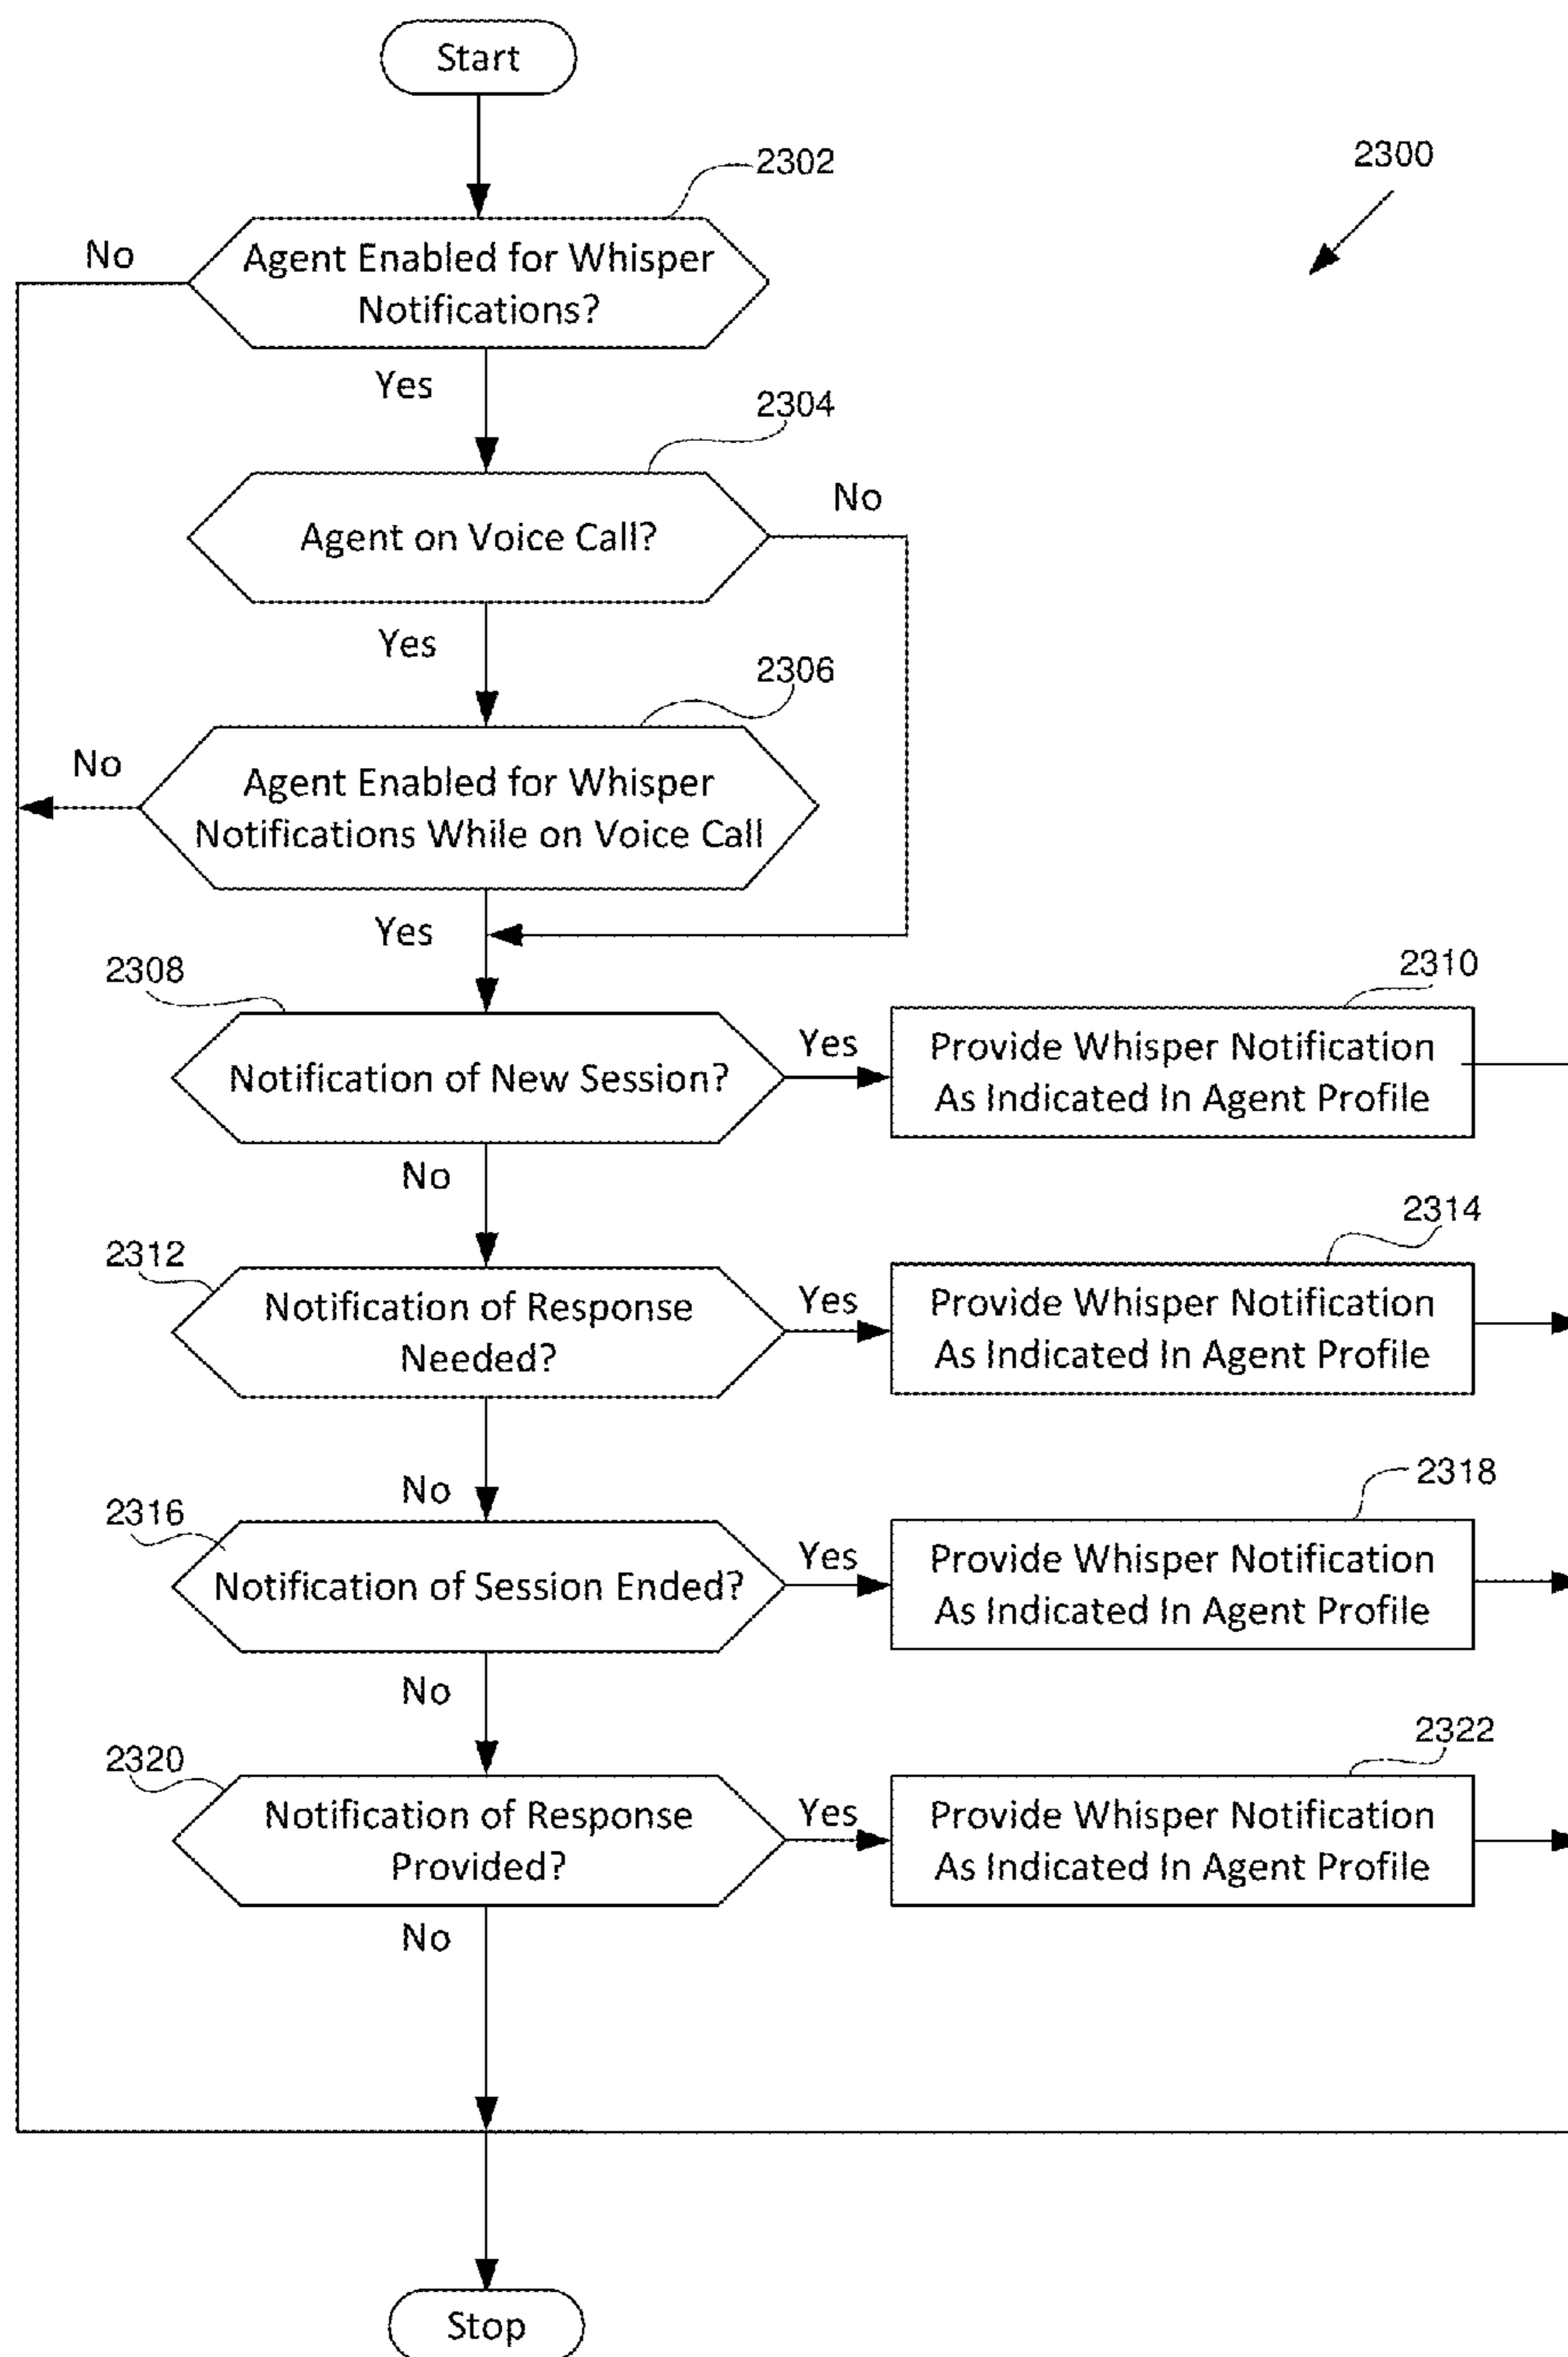 Start
2302
2300
No
Agent Enabled for Whisper
Notifications?
Yes
2304
No
Agent on Voice Call?
Yes
2306
No
Agent Enabled for Whisper
Notifications While on Voice Call
Yes
2308
2310
Notification of New Session?
Yes
Provide Whisper Notification
As Indicated In Agent Profile
No
2312
2314
Notification of Response
Needed?
Yes
Provide Whisper Notification
As Indicated In Agent Profile
No
2316
2318
Notification of Session Ended?
Yes
Provide Whisper Notification
As Indicated In Agent Profile
No
2320
2322
Notification of Response
Provided?
Yes
Provide Whisper Notification
As Indicated In Agent Profile
No
Stop